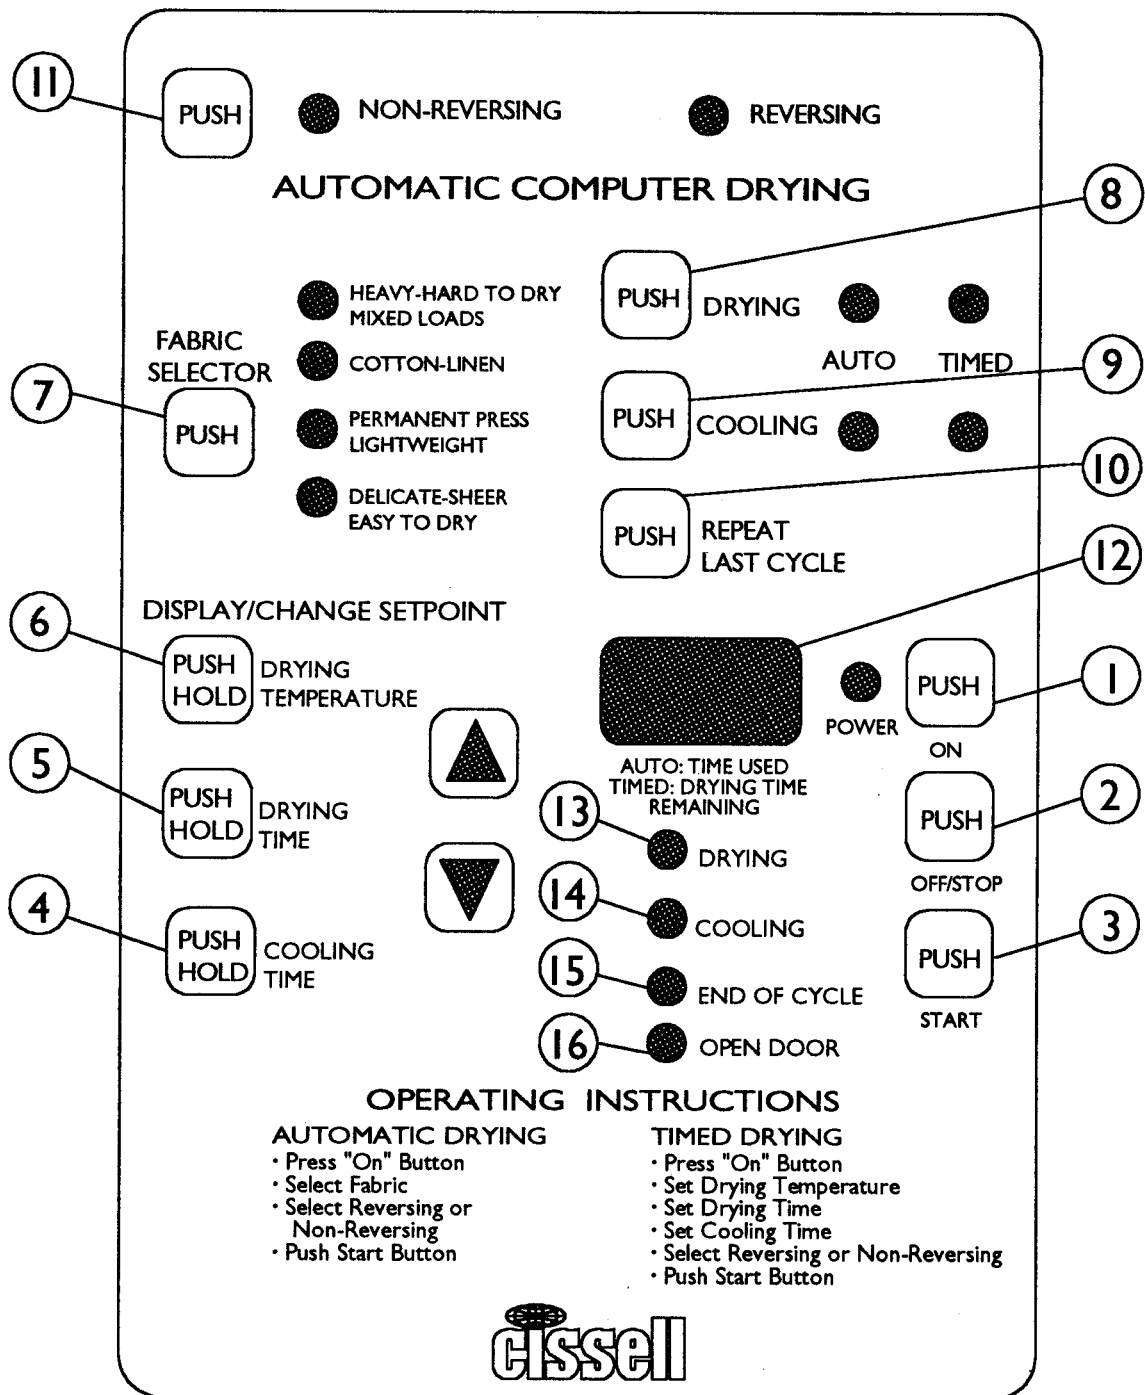 11
PUSH
NON-REVERSING
REVERSING
AUTOMATIC COMPUTER DRYING
8
HEAVY-HARD TO DRY
MIXED LOADS
PUSH
DRYING
FABRIC
SELECTOR
COTTON-LINEN
AUTO
TIMED
9
7
PUSH
PERMANENT PRESS
LIGHTWEIGHT
PUSH
COOLING
10
DELICATE-SHEER
EASY TO DRY
PUSH
REPEAT
LAST CYCLE
12
DISPLAY/CHANGE SETPOINT
6
PUSH
HOLD
DRYING
TEMPERATURE
POWER
PUSH
ON
1
5
PUSH
HOLD
DRYING
TIME
AUTO: TIME USED
TIMED: DRYING TIME
REMAINING
13
DRYING
PUSH
OFF/STOP
2
4
PUSH
HOLD
COOLING
TIME
14
COOLING
PUSH
START
3
15
END OF CYCLE
16
OPEN DOOR
OPERATING INSTRUCTIONS
AUTOMATIC DRYING
· Press "On" Button
· Select Fabric
· Select Reversing or
Non-Reversing
· Push Start Button
TIMED DRYING
· Press "On" Button
· Set Drying Temperature
· Set Drying Time
· Set Cooling Time
· Select Reversing or Non-Reversing
· Push Start Button
cissell